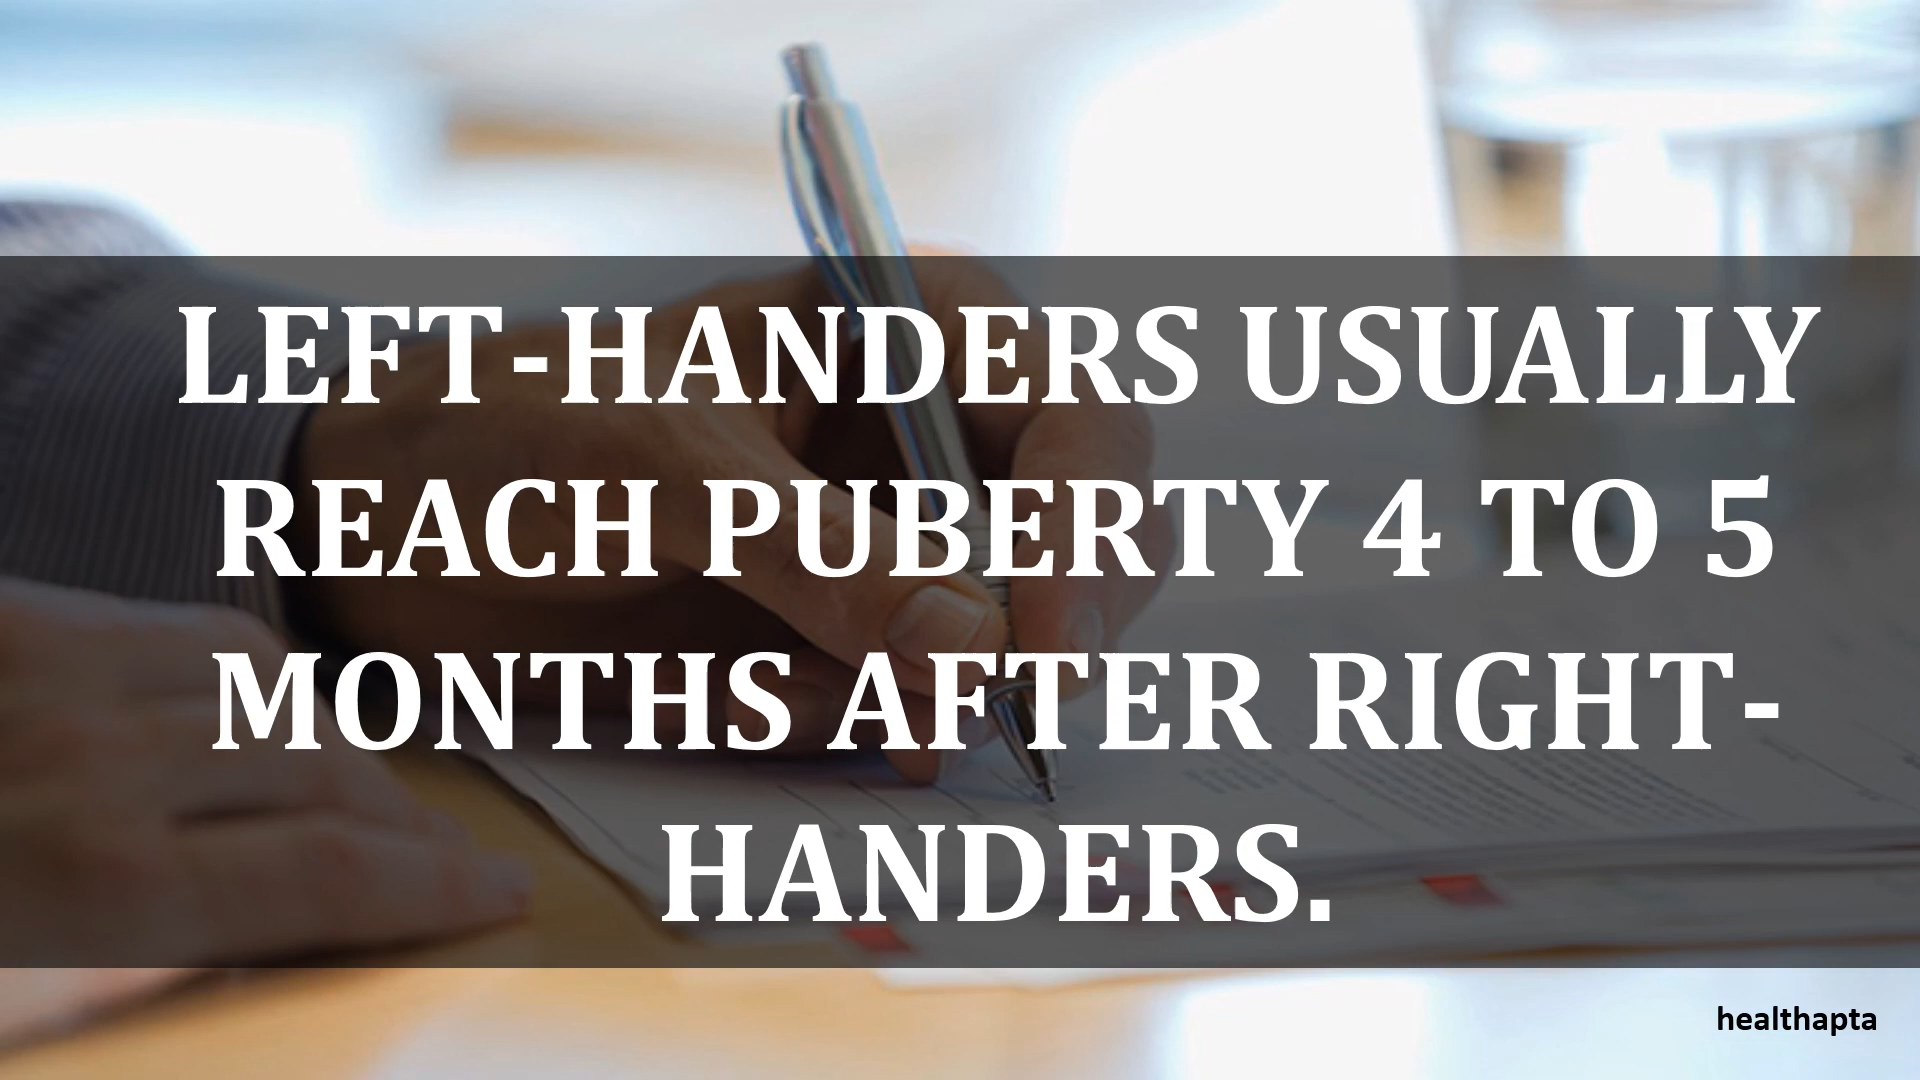 LEFT-HANDERS USUALLY
REACH PUBERTY 4 TO 5
MONTHS AFTER RIGHT-
HANDERS.
healthapta